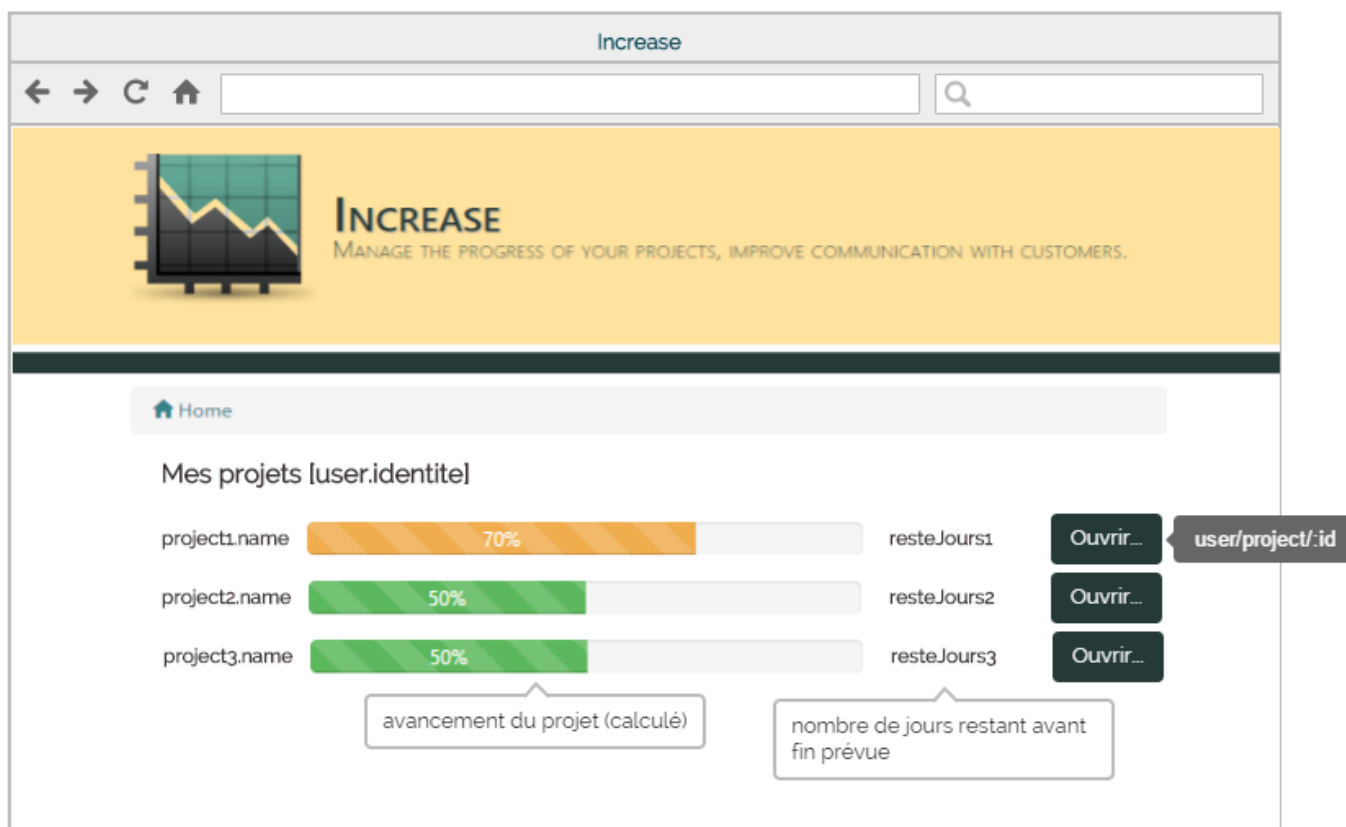 Increase
INCREASE
MANAGE THE PROGRESS OF YOUR PROJECTS, IMPROVE COMMUNICATION WITH CUSTOMERS.
Home
Mes projets [user.identite]
project1.name 70% resteJours1 Ouvrir... user/project/:id
project2.name 50% resteJours2 Ouvrir...
project3.name 50% resteJours3 Ouvrir...
avancement du projet (calculé)
nombre de jours restant avant
fin prévue